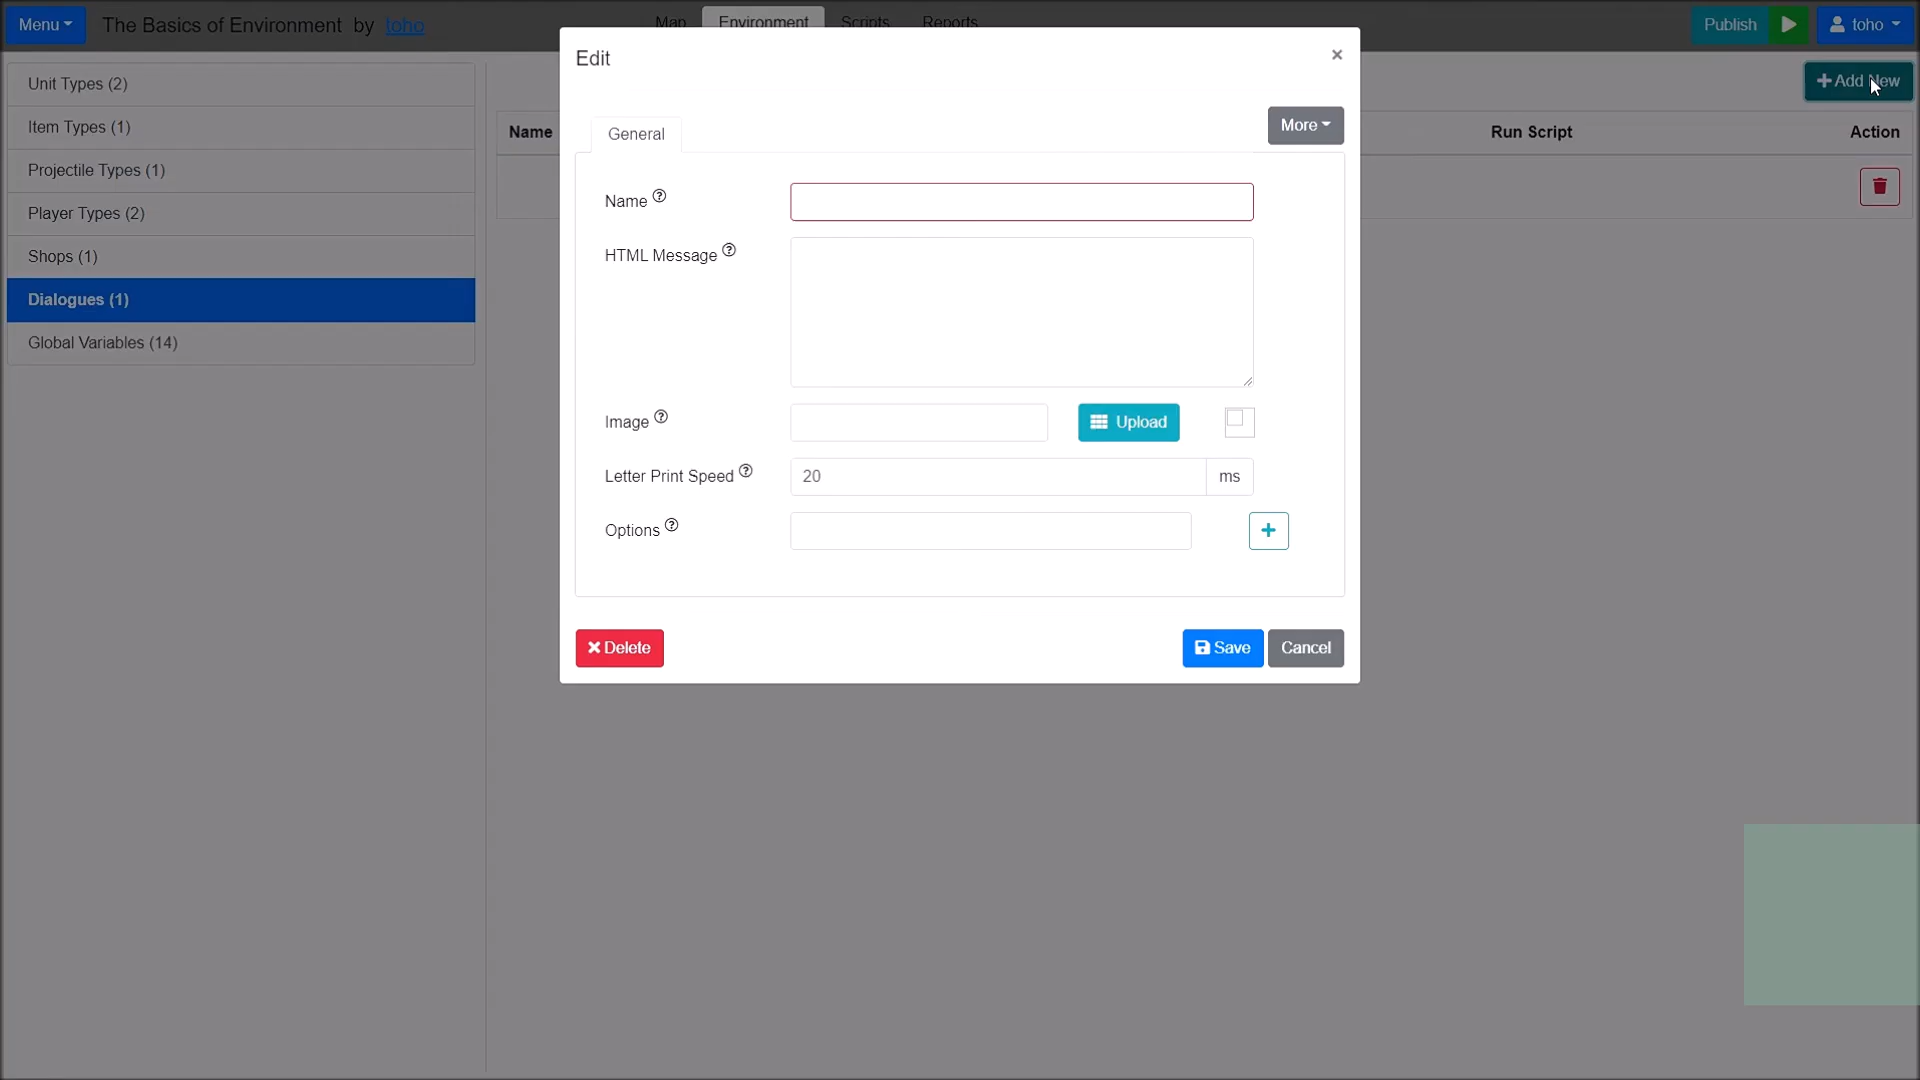 Menu The Basics of Environment by toho Map Environment Scripts Reports Publish toho
Unit Types (2)
Item Types (1)
Projectile Types (1)
Player Types (2)
Shops (1)
Dialogues (1)
Global Variables (14)
Add New
Name Run Script Action
Edit ×
General More
Name ?
HTML Message ?
Image ? Upload
Letter Print Speed ? 20 ms
Options ? +
Delete Save Cancel